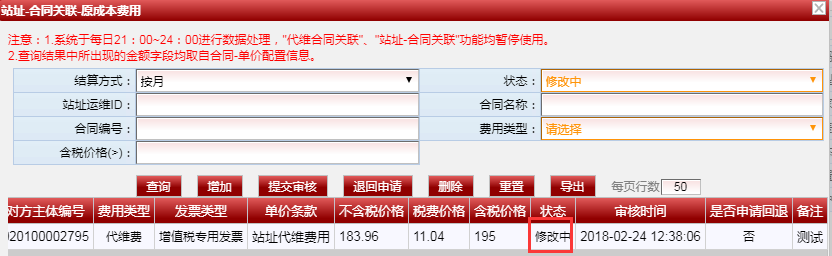 站址-合同关联-原成本费用
注意：1.系统于每日21：00~24：00进行数据处理，"代维合同关联"、"站址-合同关联"功能均暂停使用。
2.查询结果中所出现的金额字段均取自合同-单价配置信息。
结算方式： 按月 状态： 修改中
站址运维ID： 合同名称：
合同编号： 费用类型： 请选择
含税价格(>)：
查询 增加 提交审核 退回申请 删除 重置 导出 每页行数 50
对方主体编号 费用类型 发票类型 单价条款 不含税价格 税费价格 含税价格 状态 审核时间 是否申请回退 备注
020100002795 代维费 增值税专用发票 站址代维费用 183.96 11.04 195 修改中 2018-02-24 12:38:06 否 测试